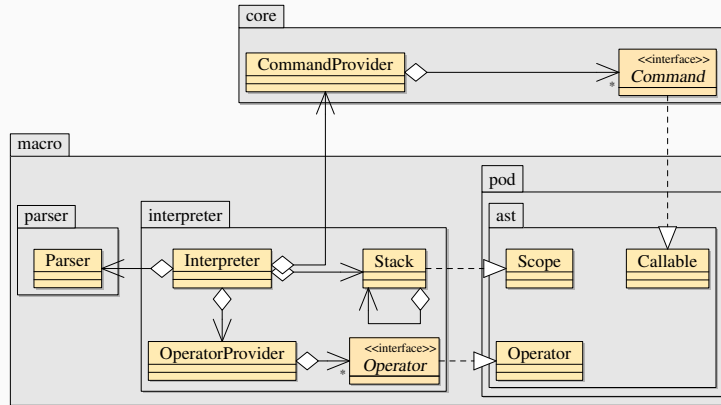 core
CommandProvider
<<interface>>
Command
*
macro
pod
parser
interpreter
ast
Parser
Interpreter
Stack
Scope
Callable
OperatorProvider
<<interface>>
Operator
*
Operator